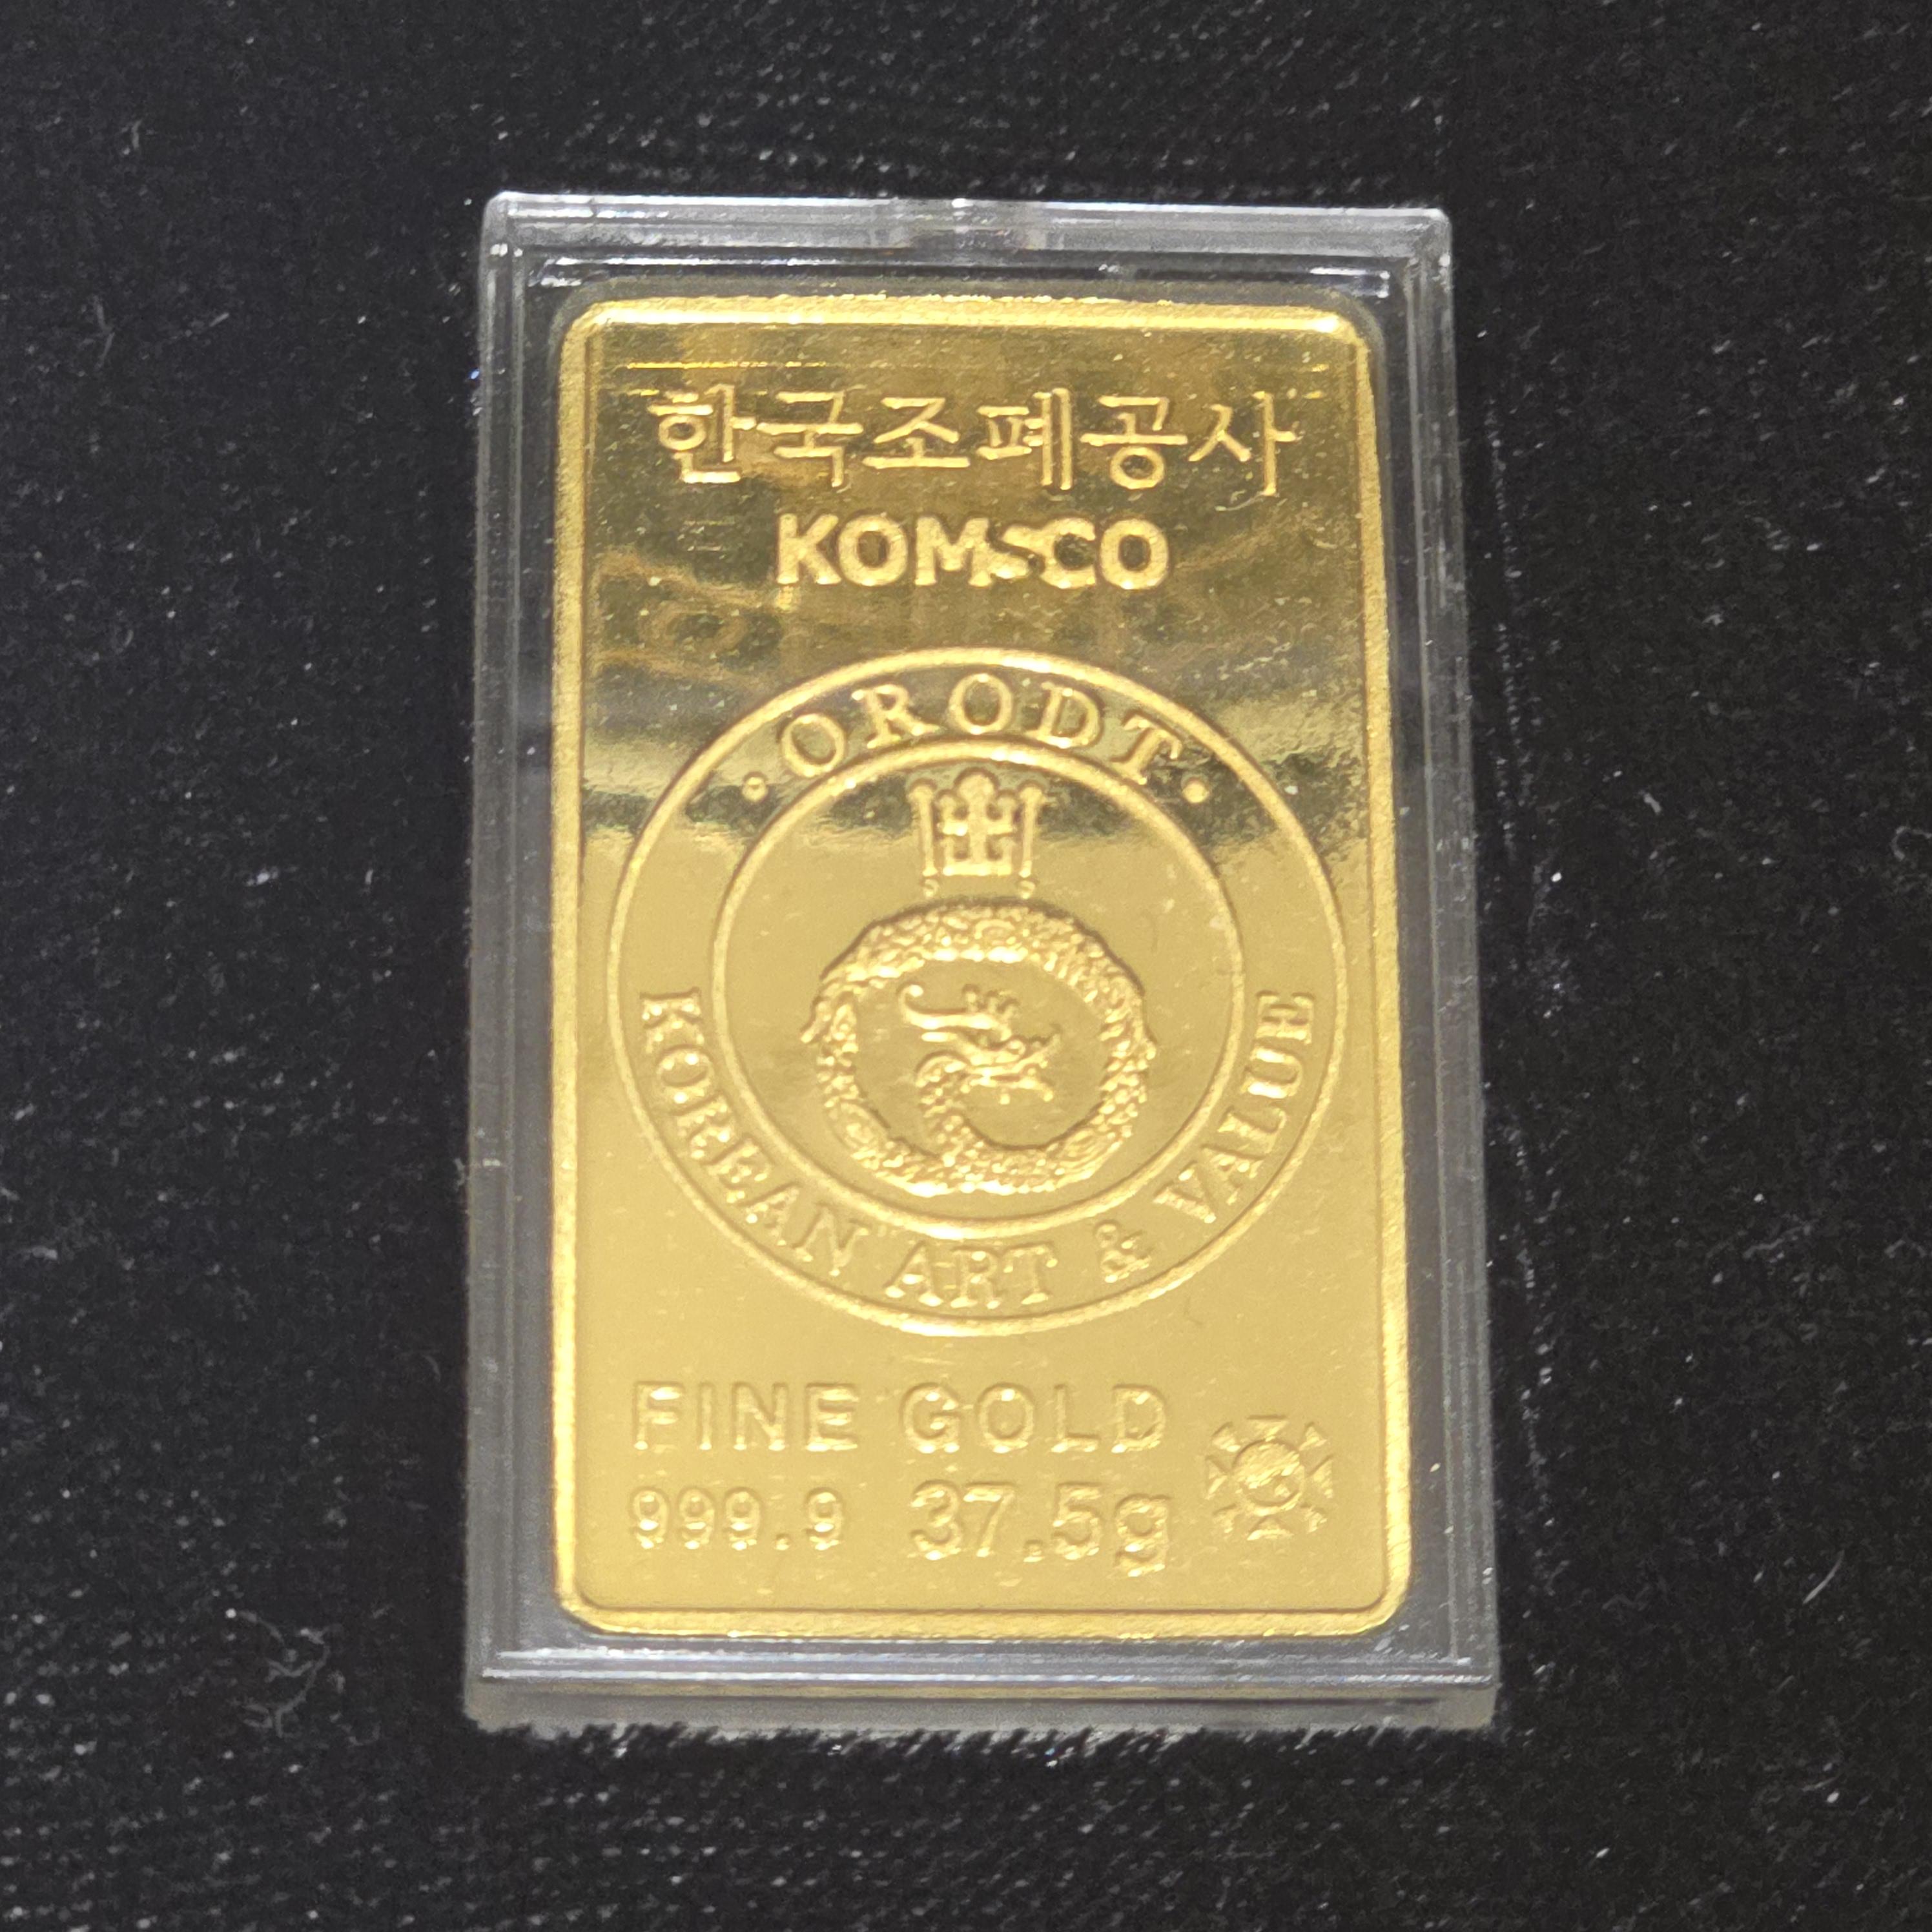 한국조폐공사
KOMSCO
·ORODT·
KOREAN ART & VALUE
FINE GOLD
999.9 37.5g